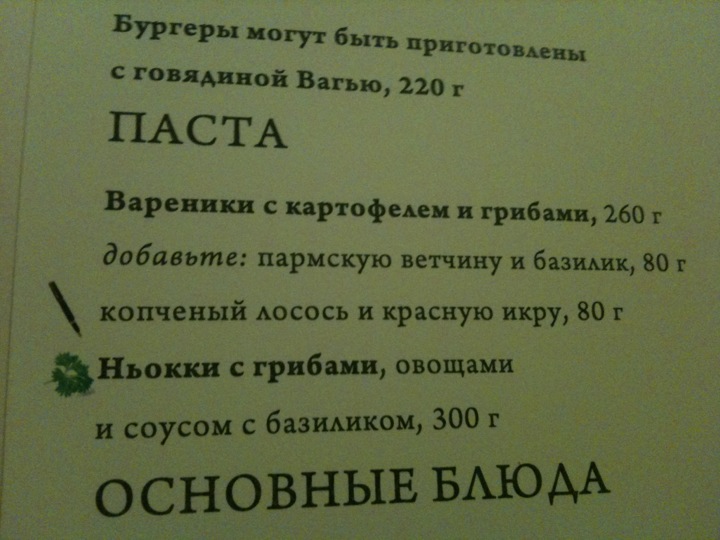 Бургеры могут быть приготовлены
с говядиной Вагью, 220 г
ПАСТА
Вареники с картофелем и грибами, 260 г
добавьте: пармскую ветчину и базилик, 80 г
копченый лосось и красную икру, 80 г
Ньокки с грибами, овощами
и соусом с базиликом, 300 г
ОСНОВНЫЕ БЛЮДА